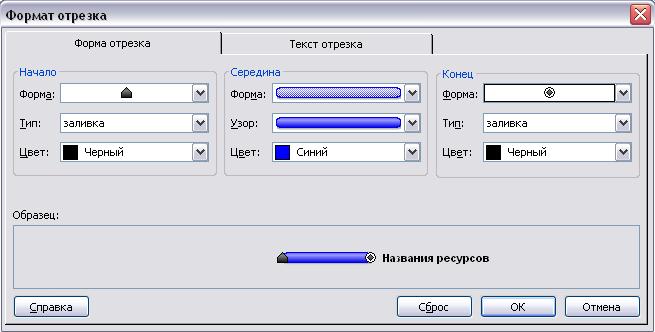 Формат отрезка
Форма отрезка Текст отрезка
Начало Середина Конец
Форма: Форма: Форма:
Тип: заливка Узор: Тип: заливка
Цвет: Черный Цвет: Синий Цвет: Черный
Образец:
Названия ресурсов
Справка Сброс ОК Отмена